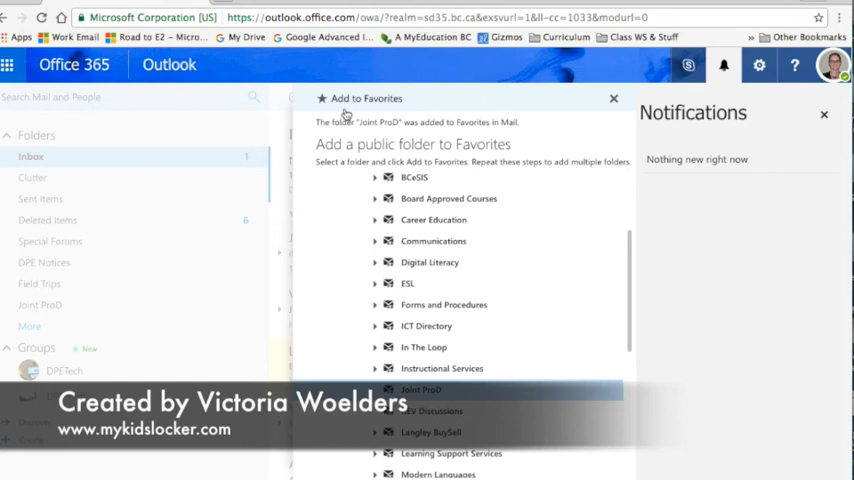 Microsoft Corporation [US]
https://outlook.office.com/owa/?realm=sd35.bc.ca&exsvurl=1&ll-cc=1033&modurl=0
Apps
Work Email
Road to E2 – Micro...
My Drive
Google Advanced I...
A MyEducation BC
Gizmos
Curriculum
Class WS & Stuff
»
Other Bookmarks
Office 365
Outlook
?
Search Mail and People
Add to Favorites
The folder "Joint ProD" was added to Favorites in Mail.
Add a public folder to Favorites
Select a folder and click Add to Favorites. Repeat these steps to add multiple folders.
Folders
Inbox 1
Clutter
Sent Items
Deleted Items 6
Special Forums
DPE Notices
Field Trips
Joint ProD
More
Groups New
DPETech
Create
BCeSIS
Board Approved Courses
Career Education
Communications
Digital Literacy
ESL
Forms and Procedures
ICT Directory
In The Loop
Instructional Services
Joint ProD
Discussions
Langley BuySell
Learning Support Services
Modern Languages
Notifications
Nothing new right now
Created by Victoria Woelders
www.mykidslocker.com